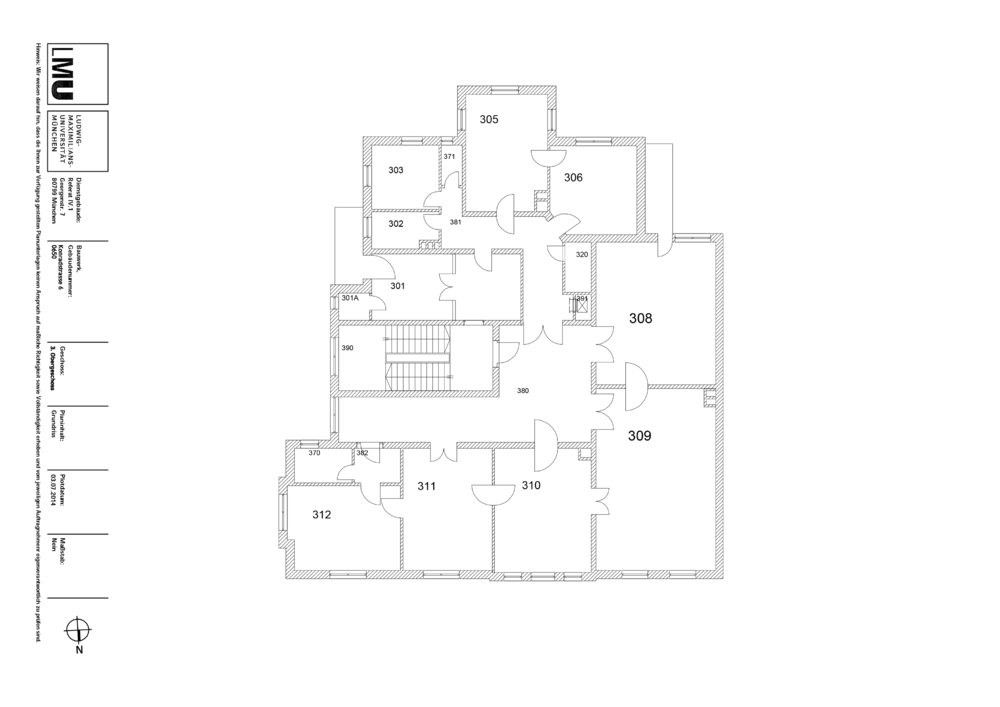 LMU
LUDWIG-
MAXIMILIANS-
UNIVERSITÄT
MÜNCHEN
Dienstgebäude:
Referat IV.1
Georgenstr. 7
80799 München
Bauwerk,
Gebäudenummer:
Konradstrasse 6
0650
Geschoss:
3. Obergeschoss
Planinhalt:
Grundriss
Plotdatum:
03.07.2014
Maßstab:
Nein
N
Hinweis: Wir weisen darauf hin, dass die Ihnen zur Verfügung gestellten Planunterlagen keinen Anspruch auf maßliche Richtigkeit sowie Vollständigkeit erheben und vom jeweiligen Auftragnehmer eigenverantwortlich zu prüfen sind.
305
371
303
306
302
381
320
301
301A
391
308
390
380
309
370
382
311
310
312